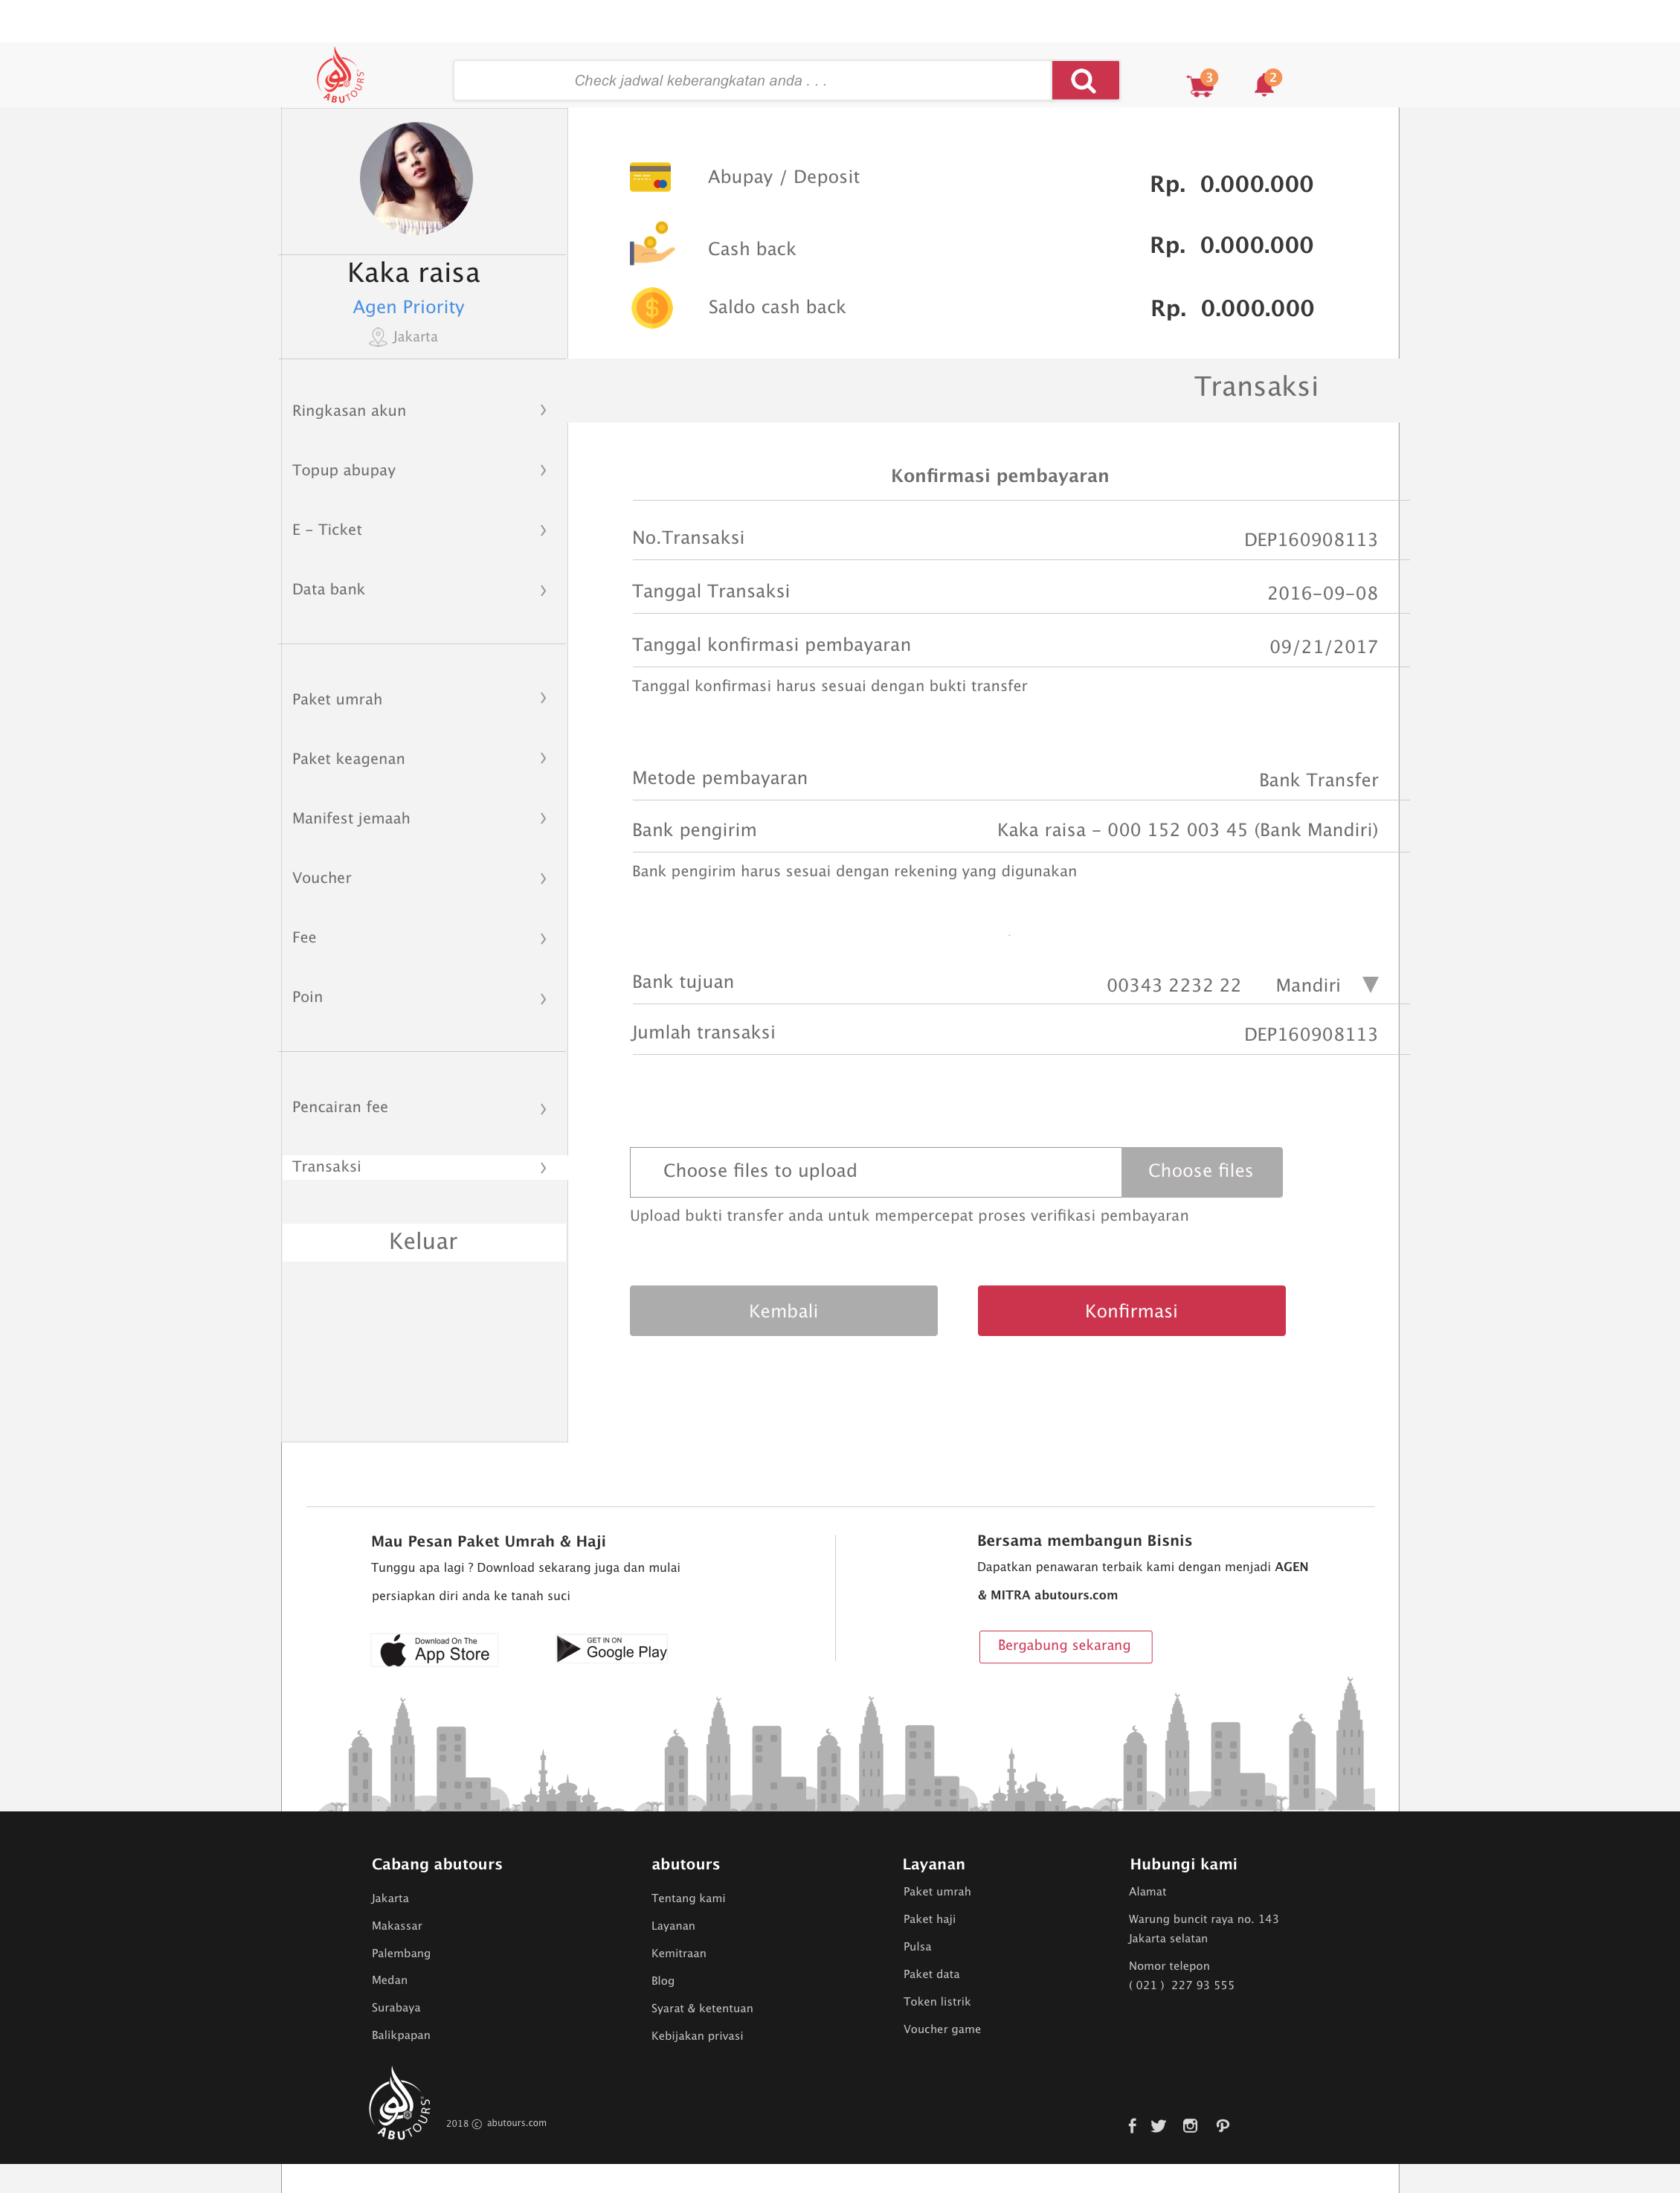 ABUTOURS
Check jadwal keberangkatan anda . . .
3
2
Kaka raisa
Agen Priority
Jakarta
Abupay / Deposit
Rp. 0.000.000
Cash back
Rp. 0.000.000
Saldo cash back
Rp. 0.000.000
Transaksi
Ringkasan akun
Topup abupay
E - Ticket
Data bank
Paket umrah
Paket keagenan
Manifest jemaah
Voucher
Fee
Poin
Pencairan fee
Transaksi
Keluar
Konfirmasi pembayaran
No.Transaksi
DEP160908113
Tanggal Transaksi
2016-09-08
Tanggal konfirmasi pembayaran
09/21/2017
Tanggal konfirmasi harus sesuai dengan bukti transfer
Metode pembayaran
Bank Transfer
Bank pengirim
Kaka raisa - 000 152 003 45 (Bank Mandiri)
Bank pengirim harus sesuai dengan rekening yang digunakan
Bank tujuan
00343 2232 22 Mandiri
Jumlah transaksi
DEP160908113
Choose files to upload
Choose files
Upload bukti transfer anda untuk mempercepat proses verifikasi pembayaran
Kembali
Konfirmasi
Mau Pesan Paket Umrah & Haji
Tunggu apa lagi ? Download sekarang juga dan mulai
persiapkan diri anda ke tanah suci
Download On The
App Store
GET IN ON
Google Play
Bersama membangun Bisnis
Dapatkan penawaran terbaik kami dengan menjadi AGEN
& MITRA abutours.com
Bergabung sekarang
Cabang abutours
Jakarta
Makassar
Palembang
Medan
Surabaya
Balikpapan
abutours
Tentang kami
Layanan
Kemitraan
Blog
Syarat & ketentuan
Kebijakan privasi
Layanan
Paket umrah
Paket haji
Pulsa
Paket data
Token listrik
Voucher game
Hubungi kami
Alamat
Warung buncit raya no. 143
Jakarta selatan
Nomor telepon
( 021 ) 227 93 555
ABUTOURS
2018 © abutours.com